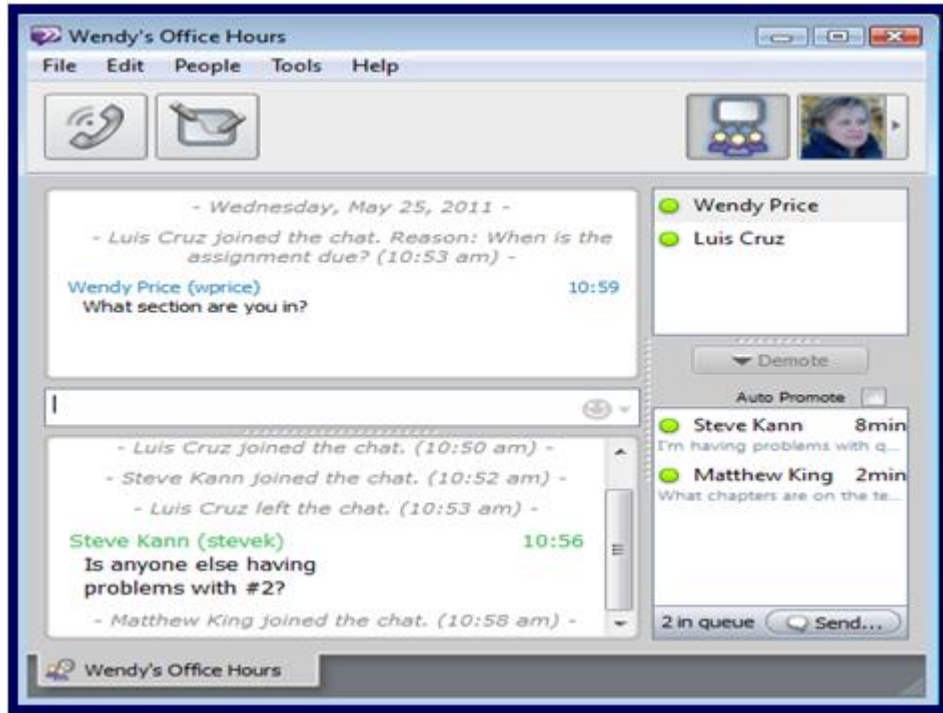 Wendy's Office Hours
File Edit People Tools Help
- Wednesday, May 25, 2011 -
- Luis Cruz joined the chat. Reason: When is the
assignment due? (10:53 am) -
Wendy Price (wprice) 10:59
What section are you in?
Wendy Price
Luis Cruz
Demote
Auto Promote
- Luis Cruz joined the chat. (10:50 am) -
- Steve Kann joined the chat. (10:52 am) -
- Luis Cruz left the chat. (10:53 am) -
Steve Kann (stevek) 10:56
Is anyone else having
problems with #2?
- Matthew King joined the chat. (10:58 am) -
Steve Kann 8min
I'm having problems with q...
Matthew King 2min
What chapters are on the te...
2 in queue Send...
Wendy's Office Hours